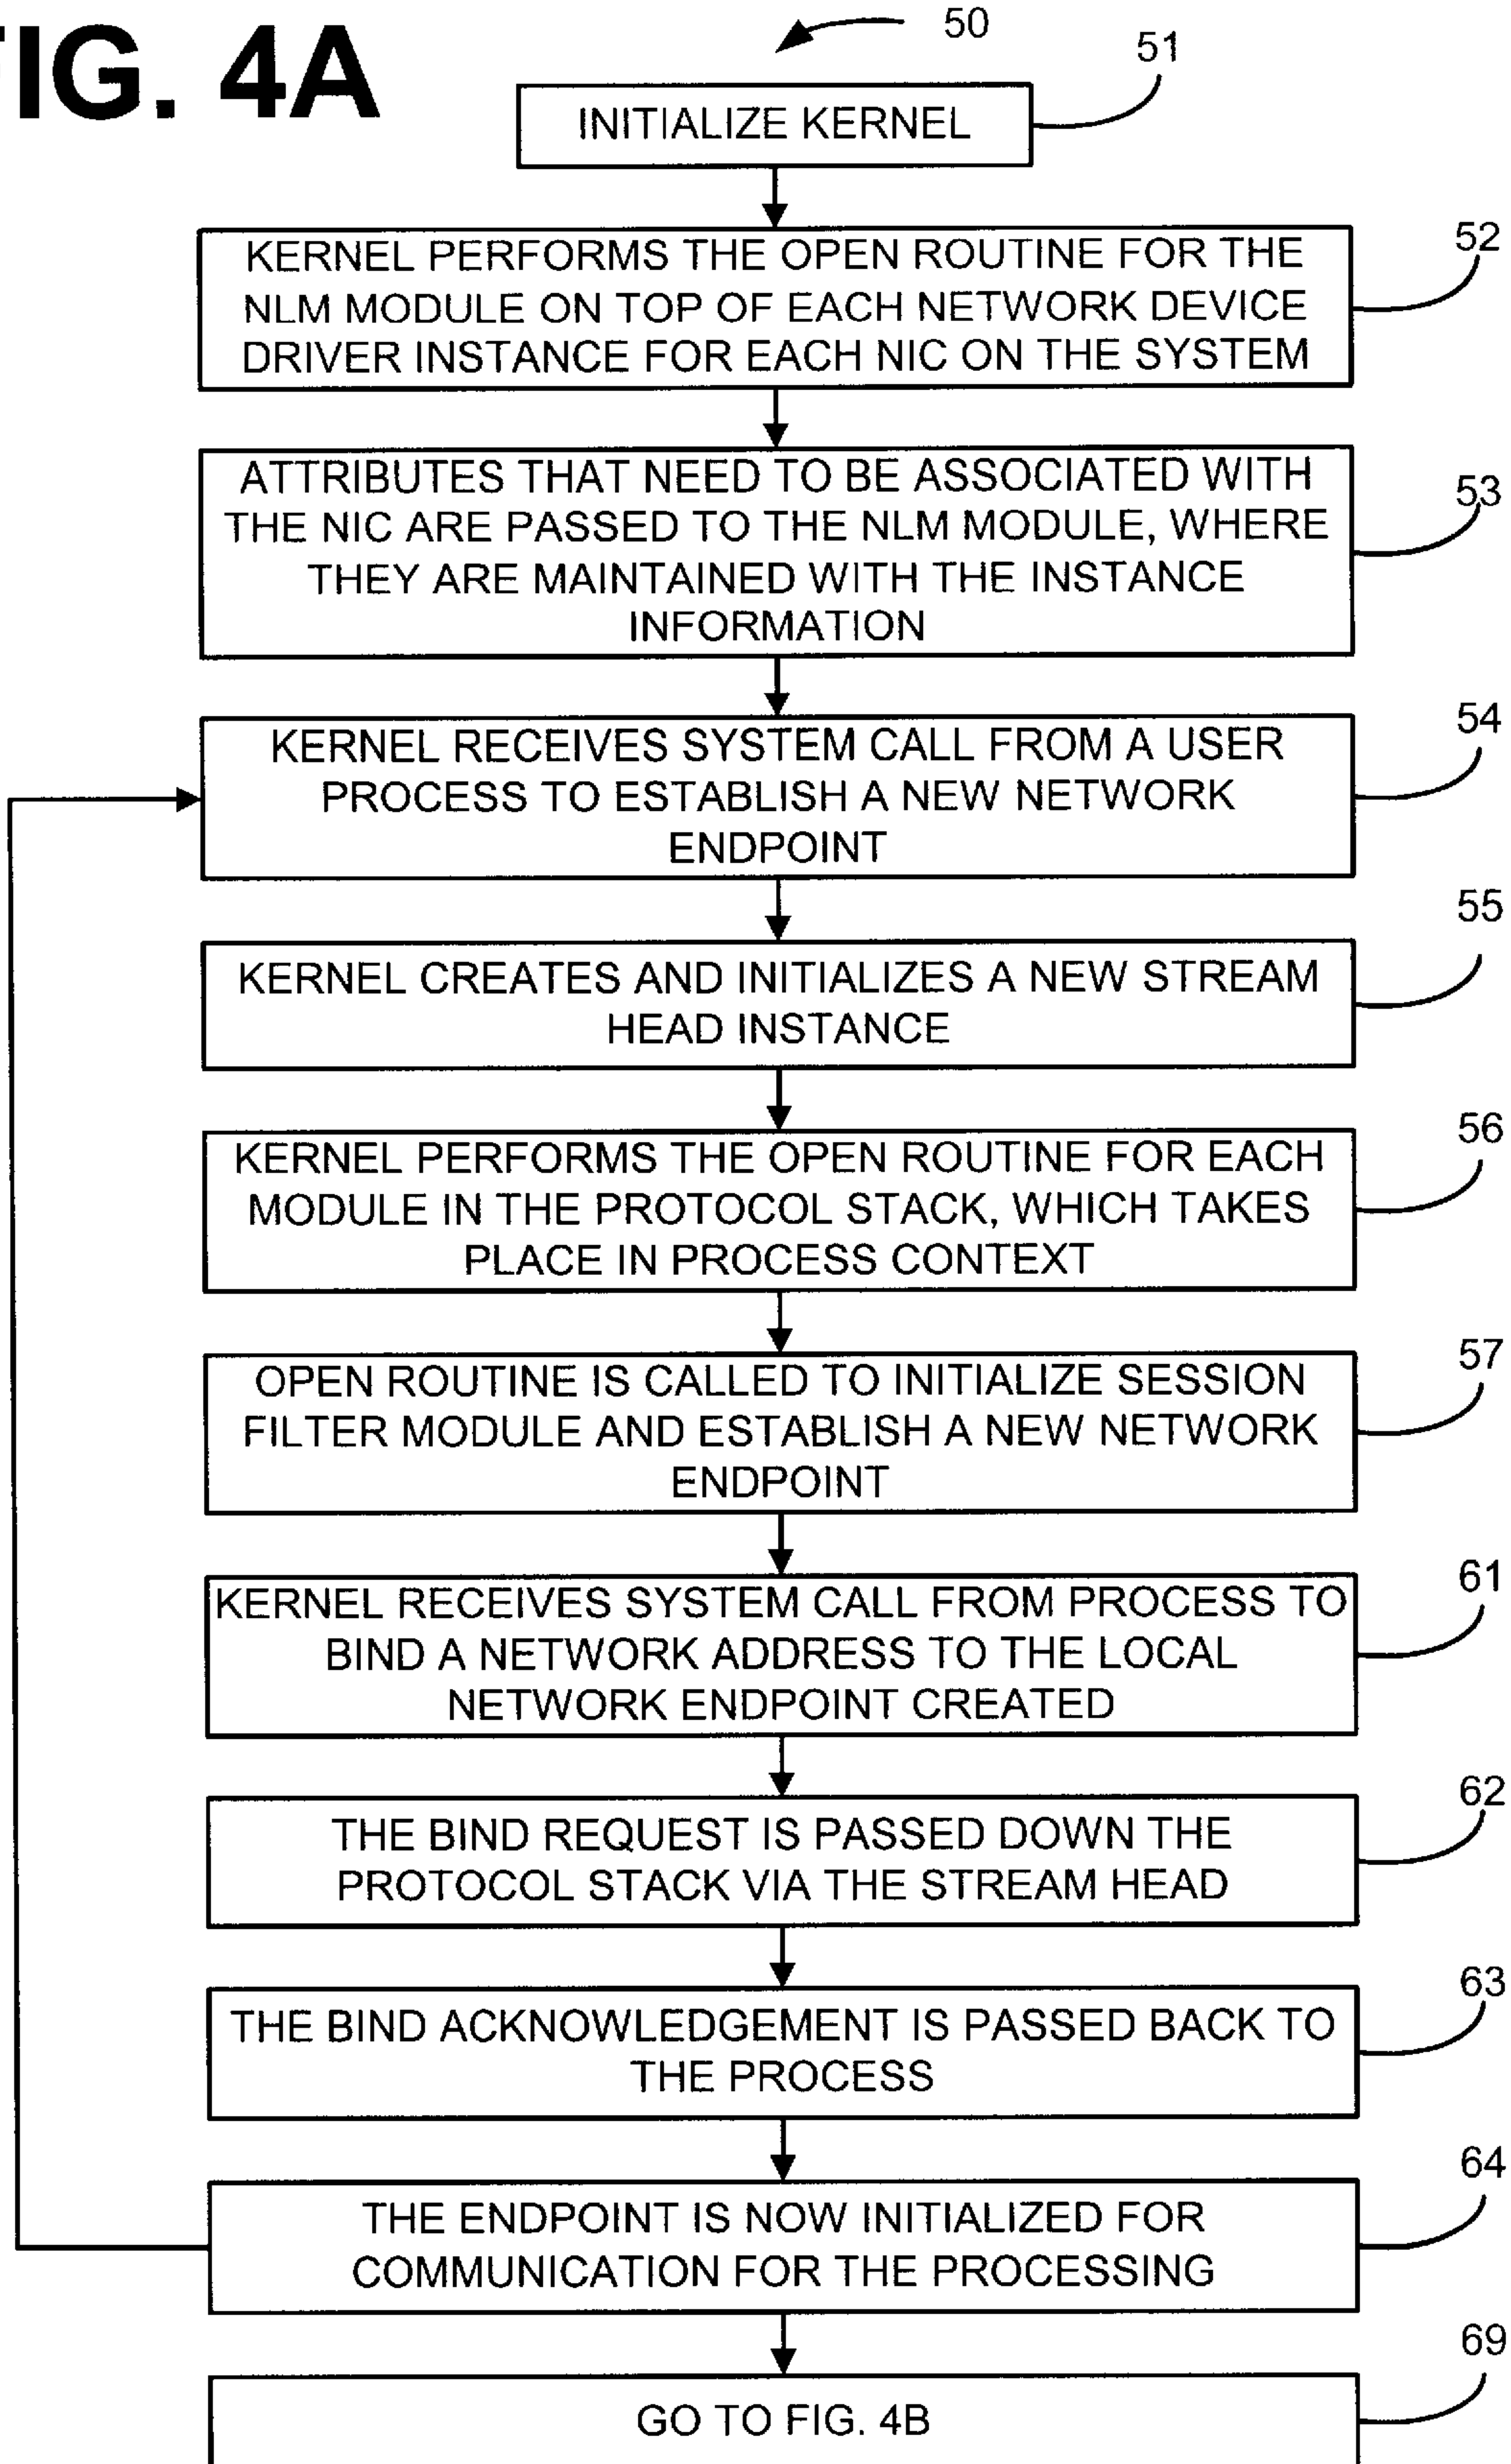 FIG. 4A
50
51
INITIALIZE KERNEL
52
KERNEL PERFORMS THE OPEN ROUTINE FOR THE
NLM MODULE ON TOP OF EACH NETWORK DEVICE
DRIVER INSTANCE FOR EACH NIC ON THE SYSTEM
53
ATTRIBUTES THAT NEED TO BE ASSOCIATED WITH
THE NIC ARE PASSED TO THE NLM MODULE, WHERE
THEY ARE MAINTAINED WITH THE INSTANCE
INFORMATION
54
KERNEL RECEIVES SYSTEM CALL FROM A USER
PROCESS TO ESTABLISH A NEW NETWORK
ENDPOINT
55
KERNEL CREATES AND INITIALIZES A NEW STREAM
HEAD INSTANCE
56
KERNEL PERFORMS THE OPEN ROUTINE FOR EACH
MODULE IN THE PROTOCOL STACK, WHICH TAKES
PLACE IN PROCESS CONTEXT
57
OPEN ROUTINE IS CALLED TO INITIALIZE SESSION
FILTER MODULE AND ESTABLISH A NEW NETWORK
ENDPOINT
61
KERNEL RECEIVES SYSTEM CALL FROM PROCESS TO
BIND A NETWORK ADDRESS TO THE LOCAL
NETWORK ENDPOINT CREATED
62
THE BIND REQUEST IS PASSED DOWN THE
PROTOCOL STACK VIA THE STREAM HEAD
63
THE BIND ACKNOWLEDGEMENT IS PASSED BACK TO
THE PROCESS
64
THE ENDPOINT IS NOW INITIALIZED FOR
COMMUNICATION FOR THE PROCESSING
69
GO TO FIG. 4B